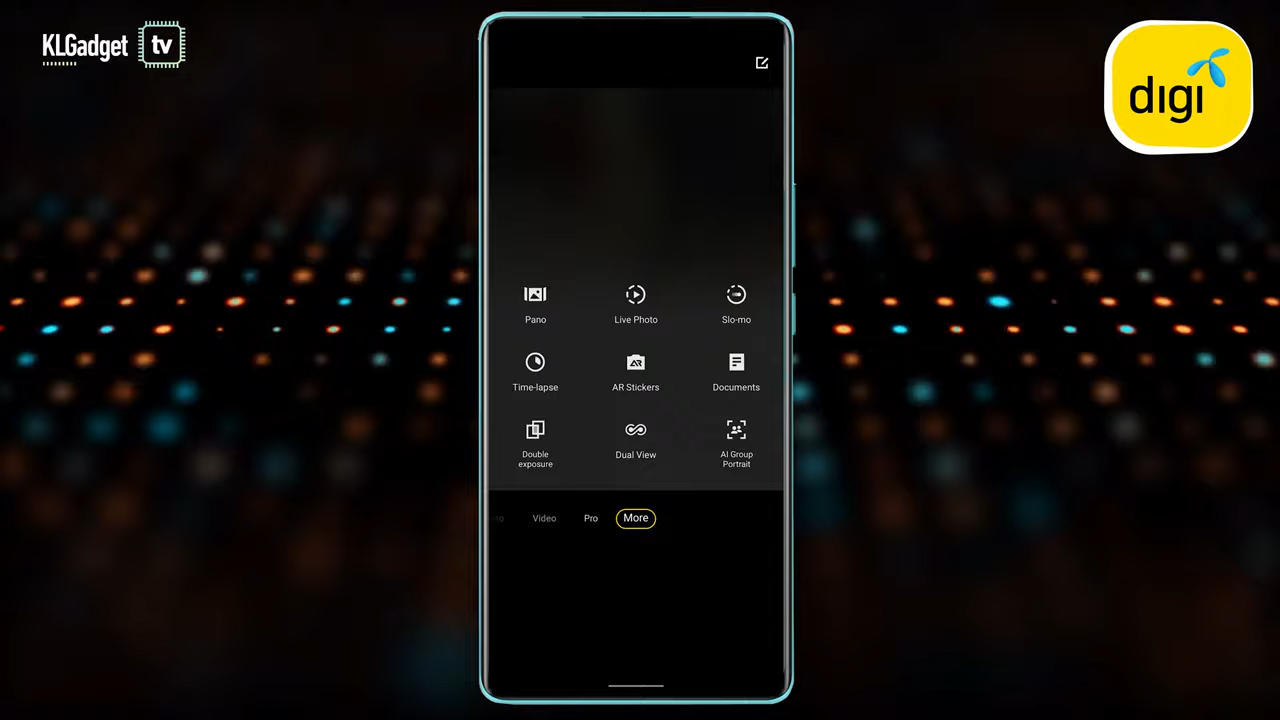 KLGadget tv
digi
Pano
Live Photo
Slo-mo
Time-lapse
AR Stickers
Documents
Double
exposure
Dual View
AI Group
Portrait
Video
Pro
More